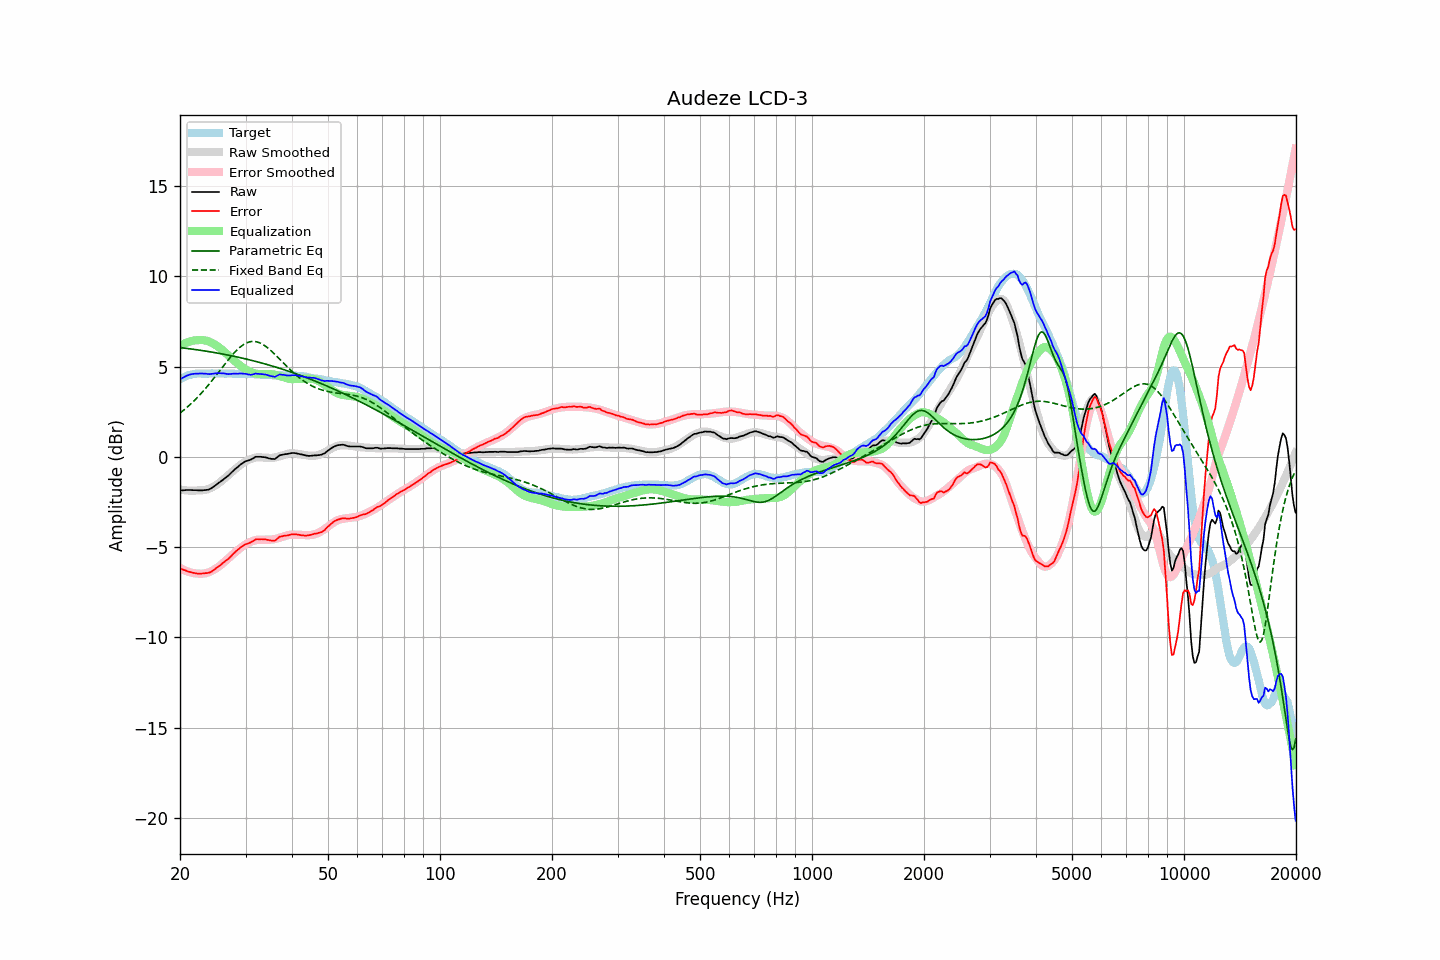 Audeze LCD-3
Target
Raw Smoothed
Error Smoothed
Raw
Error
Equalization
Parametric Eq
Fixed Band Eq
Equalized
Amplitude (dBr)
15
10
5
0
−5
−10
−15
−20
20 50 100 200 500 1000 2000 5000 10000 20000
Frequency (Hz)